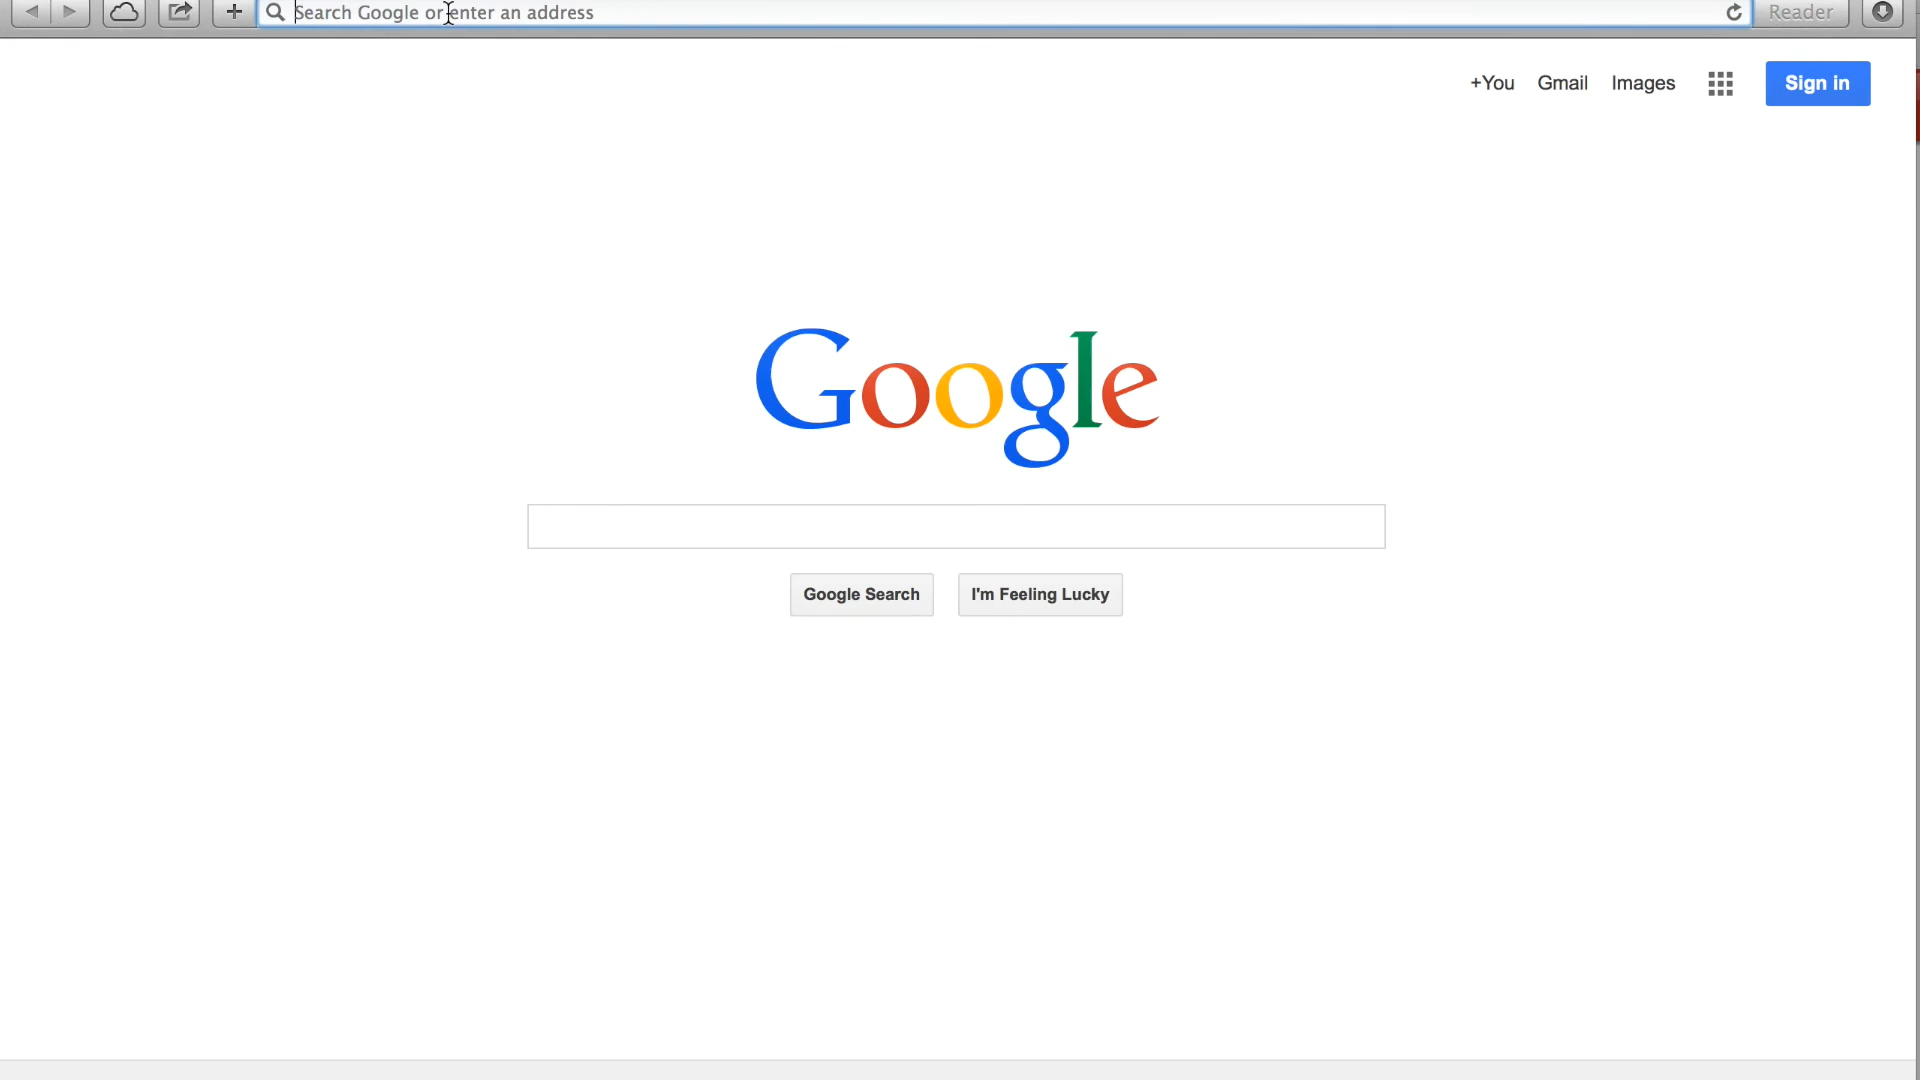 Search Google or enter an address
Reader
+You Gmail Images Sign in
Google
Google Search I'm Feeling Lucky